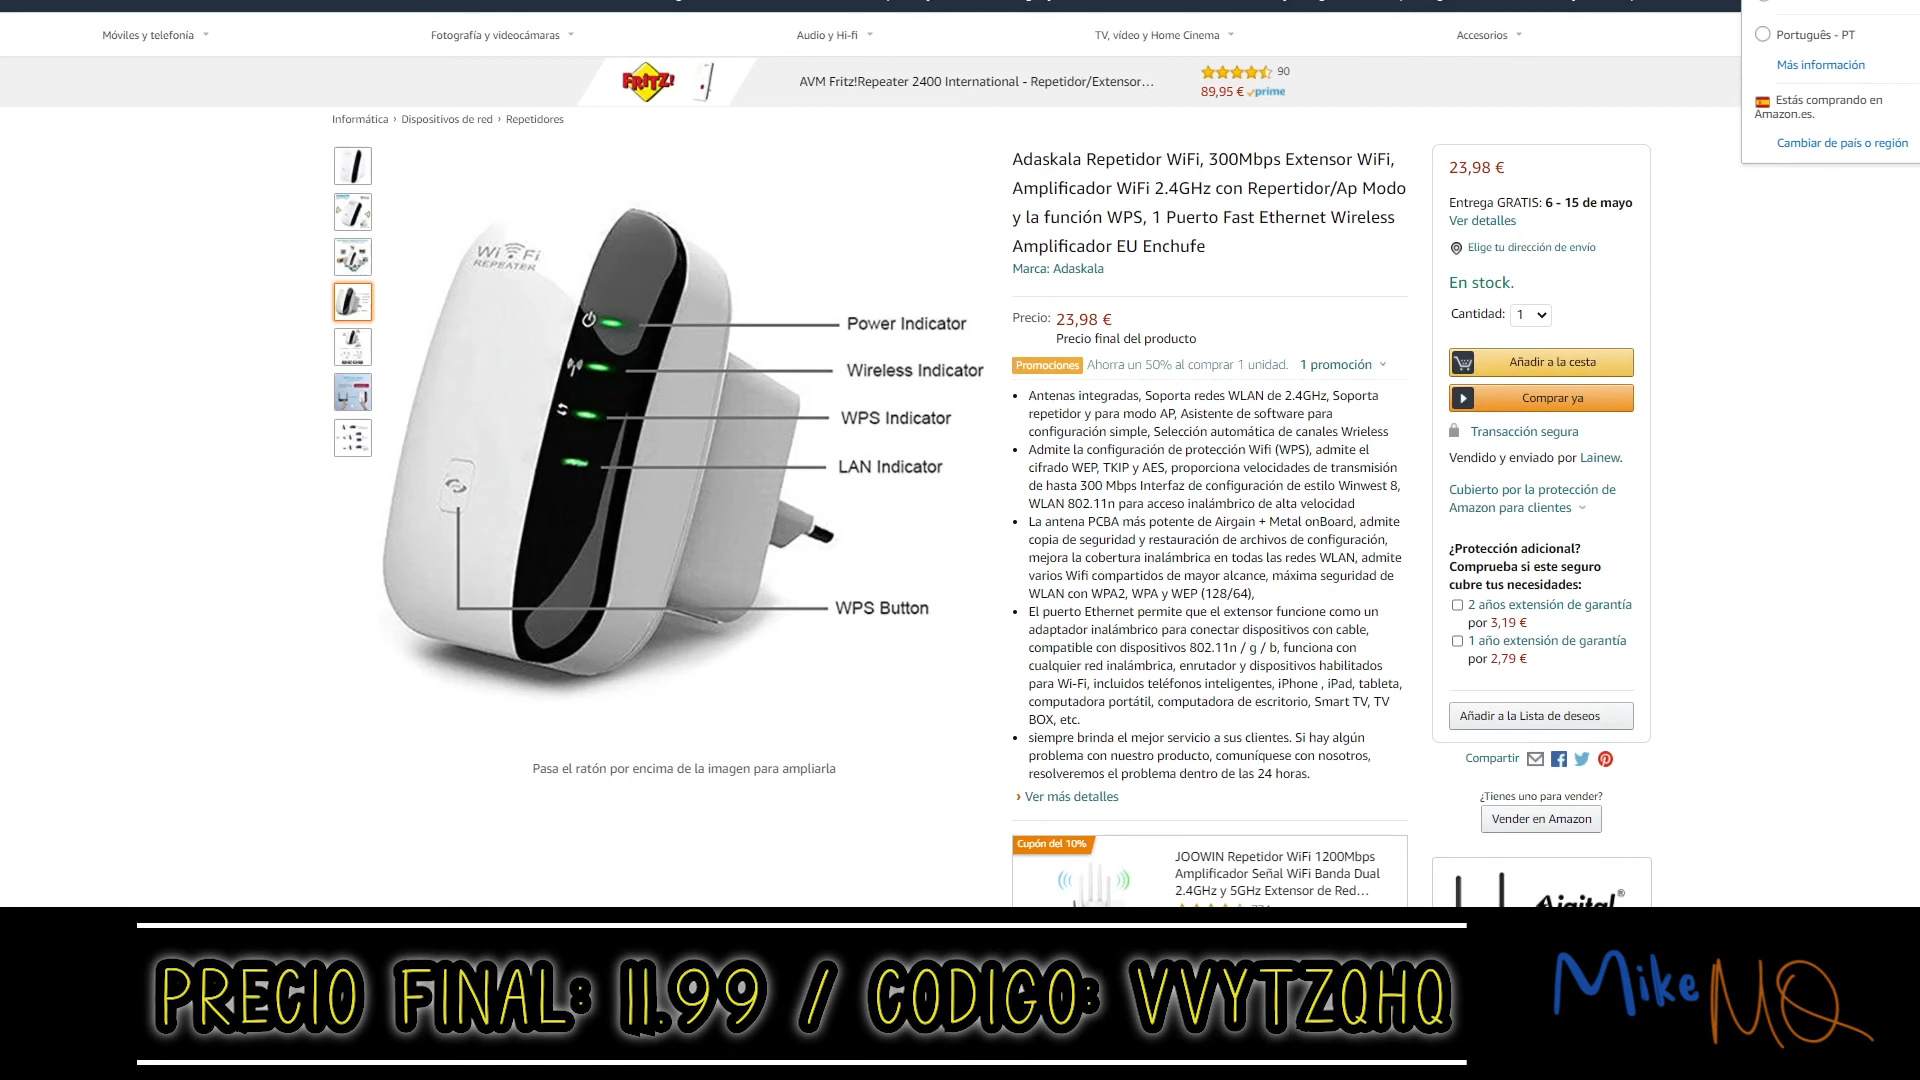 Móviles y telefonía
Fotografía y videocámaras
Audio y Hi-fi
TV, vídeo y Home Cinema
Accesorios
Português - PT
Más información
Estás comprando en
Amazon.es.
Cambiar de país o región
FRITZ!
AVM Fritz!Repeater 2400 International - Repetidor/Extensor…
90
89,95 € prime
Informática › Dispositivos de red › Repetidores
WiFi
REPEATER
Power Indicator
Wireless Indicator
WPS Indicator
LAN Indicator
WPS Button
Pasa el ratón por encima de la imagen para ampliarla
Adaskala Repetidor WiFi, 300Mbps Extensor WiFi,
Amplificador WiFi 2.4GHz con Repertidor/Ap Modo
y la función WPS, 1 Puerto Fast Ethernet Wireless
Amplificador EU Enchufe
Marca: Adaskala
Precio: 23,98 €
Precio final del producto
Promociones Ahorra un 50% al comprar 1 unidad. 1 promoción
• Antenas integradas, Soporta redes WLAN de 2.4GHz, Soporta
repetidor y para modo AP, Asistente de software para
configuración simple, Selección automática de canales Wrieless
• Admite la configuración de protección Wifi (WPS), admite el
cifrado WEP, TKIP y AES, proporciona velocidades de transmisión
de hasta 300 Mbps Interfaz de configuración de estilo Winwest 8,
WLAN 802.11n para acceso inalámbrico de alta velocidad
• La antena PCBA más potente de Airgain + Metal onBoard, admite
copia de seguridad y restauración de archivos de configuración,
mejora la cobertura inalámbrica en todas las redes WLAN, admite
varios Wifi compartidos de mayor alcance, máxima seguridad de
WLAN con WPA2, WPA y WEP (128/64),
• El puerto Ethernet permite que el extensor funcione como un
adaptador inalámbrico para conectar dispositivos con cable,
compatible con dispositivos 802.11n / g / b, funciona con
cualquier red inalámbrica, enrutador y dispositivos habilitados
para Wi-Fi, incluidos teléfonos inteligentes, iPhone , iPad, tableta,
computadora portátil, computadora de escritorio, Smart TV, TV
BOX, etc.
• siempre brinda el mejor servicio a sus clientes. Si hay algún
problema con nuestro producto, comuníquese con nosotros,
resolveremos el problema dentro de las 24 horas.
› Ver más detalles
Cupón del 10%
JOOWIN Repetidor WiFi 1200Mbps
Amplificador Señal WiFi Banda Dual
2.4GHz y 5GHz Extensor de Red…
23,98 €
Entrega GRATIS: 6 - 15 de mayo
Ver detalles
Elige tu dirección de envío
En stock.
Cantidad: 1
Añadir a la cesta
Comprar ya
Transacción segura
Vendido y enviado por Lainew.
Cubierto por la protección de
Amazon para clientes
¿Protección adicional?
Comprueba si este seguro
cubre tus necesidades:
2 años extensión de garantía
por 3,19 €
1 año extensión de garantía
por 2,79 €
Añadir a la Lista de deseos
Compartir
¿Tienes uno para vender?
Vender en Amazon
Aigital®
PRECIO FINAL: 11.99 / CODIGO: VVYTZQHQ
MikeMQ